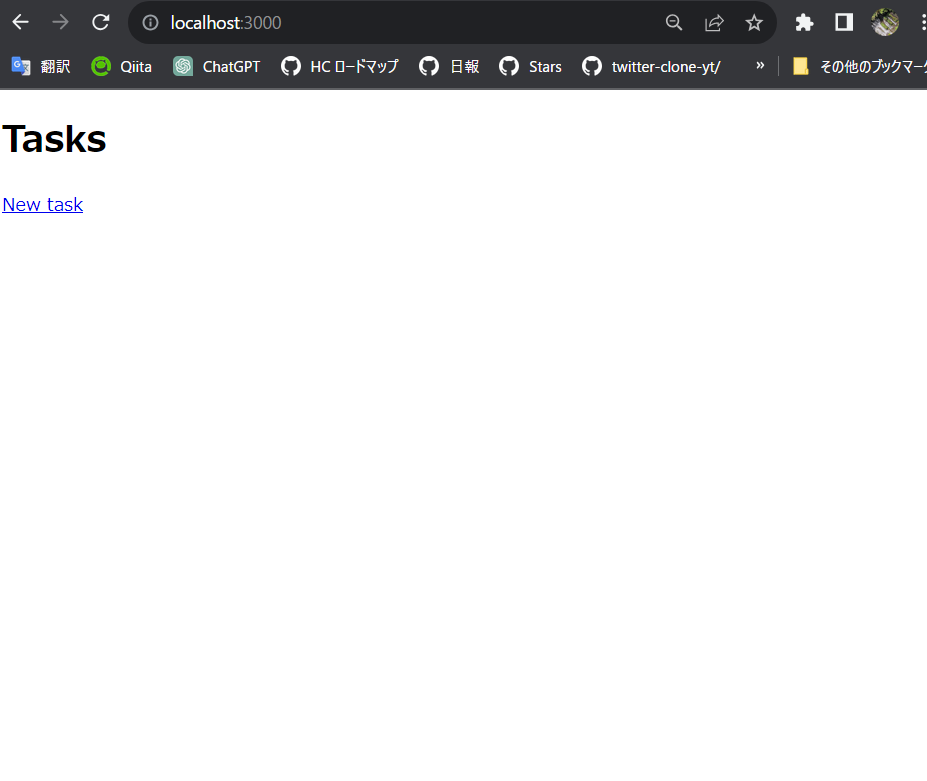 localhost:3000
翻訳 Qiita ChatGPT HC ロードマップ 日報 Stars twitter-clone-yt/ » その他のブックマーク
Tasks
New task